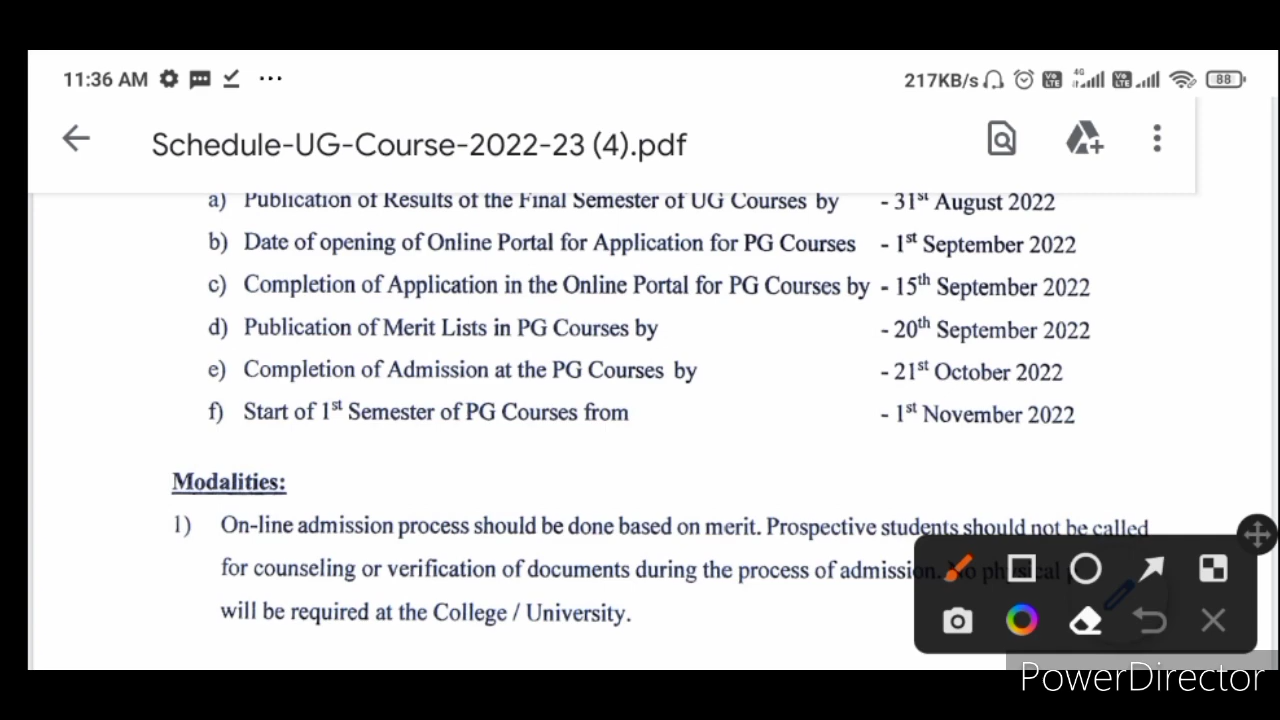 11:36 AM ... 217KB/s 4G 88
Schedule-UG-Course-2022-23 (4).pdf
a) Publication of Results of the Final Semester of UG Courses by - 31st August 2022
b) Date of opening of Online Portal for Application for PG Courses - 1st September 2022
c) Completion of Application in the Online Portal for PG Courses by - 15th September 2022
d) Publication of Merit Lists in PG Courses by - 20th September 2022
e) Completion of Admission at the PG Courses by - 21st October 2022
f) Start of 1st Semester of PG Courses from - 1st November 2022
Modalities:
1) On-line admission process should be done based on merit. Prospective students should not be called
for counseling or verification of documents during the process of admission. No physical
will be required at the College / University.
PowerDirector